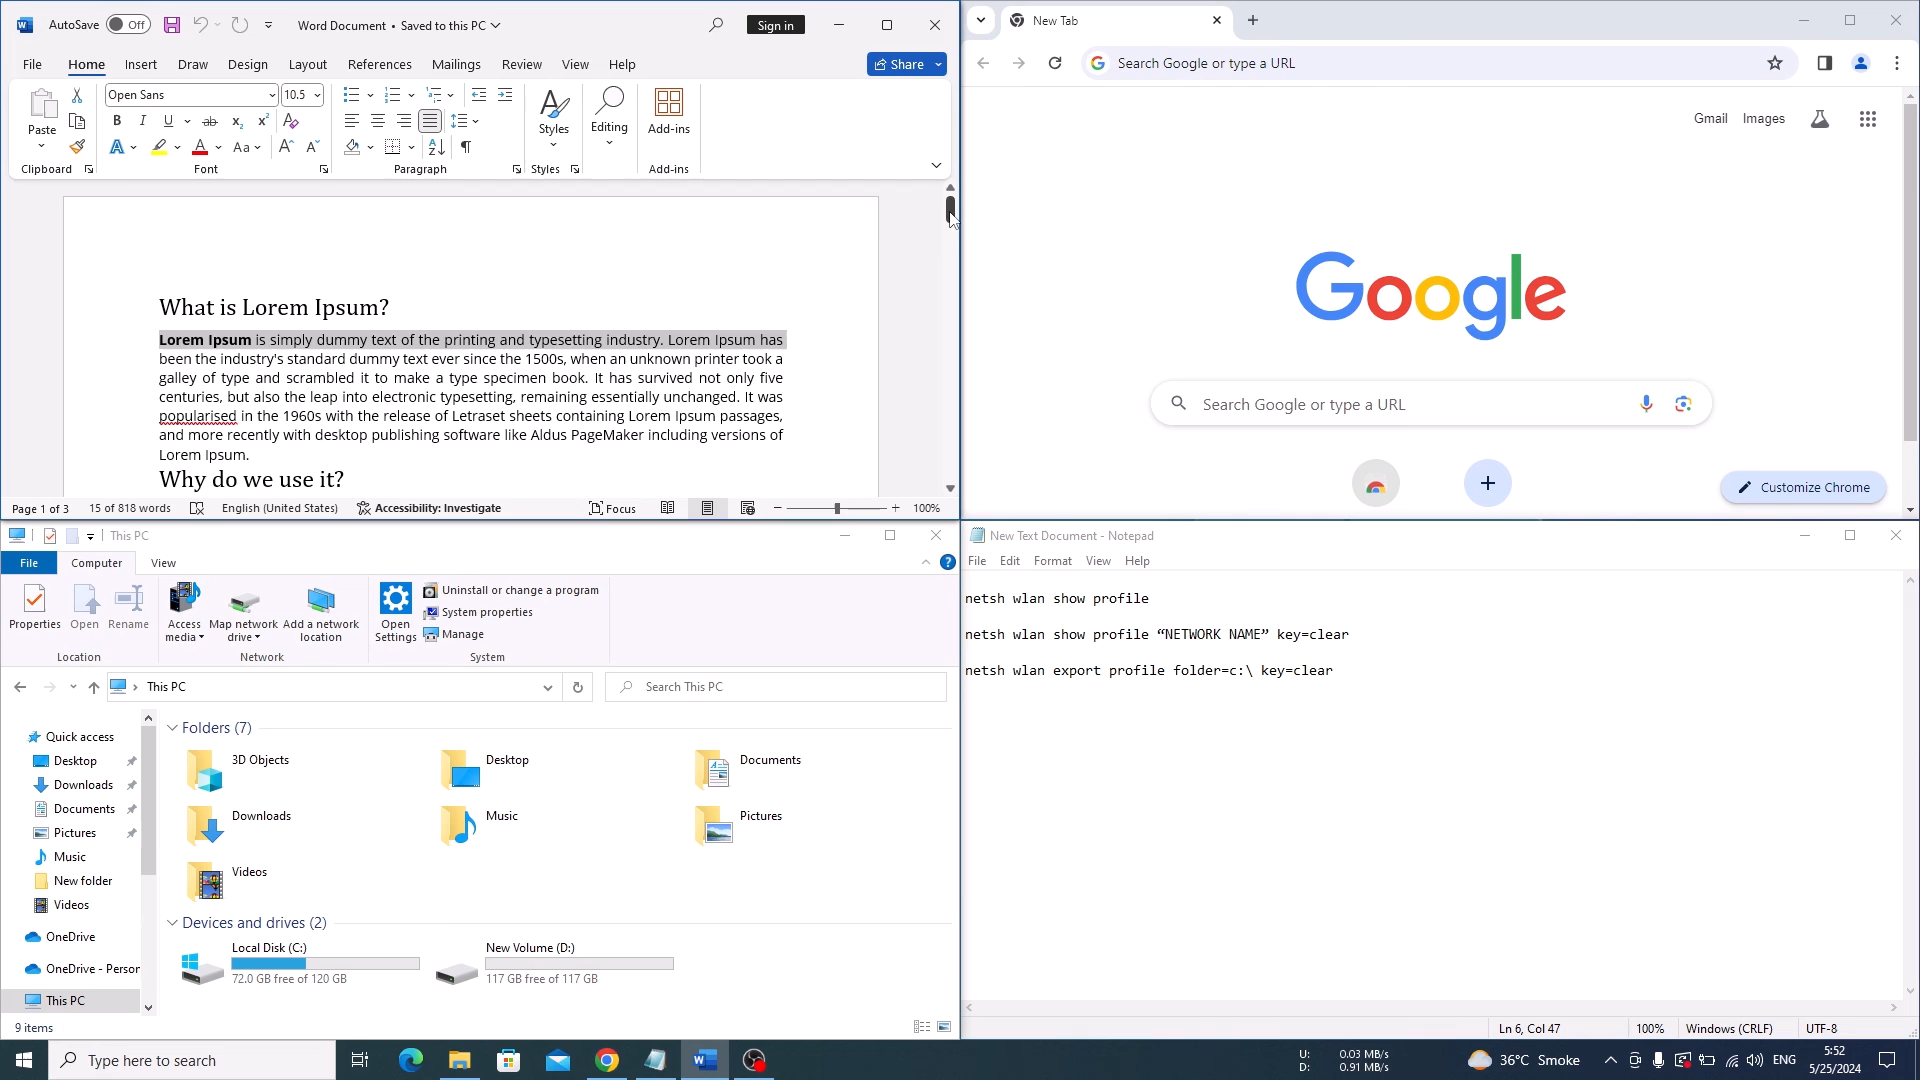 AutoSave Off Word Document • Saved to this PC Sign in
File Home Insert Draw Design Layout References Mailings Review View Help Share
Open Sans 10.5
Paste Styles Editing Add-ins
Clipboard Font Paragraph Styles Add-ins
What is Lorem Ipsum?
Lorem Ipsum is simply dummy text of the printing and typesetting industry. Lorem Ipsum has
been the industry's standard dummy text ever since the 1500s, when an unknown printer took a
galley of type and scrambled it to make a type specimen book. It has survived not only five
centuries, but also the leap into electronic typesetting, remaining essentially unchanged. It was
popularised in the 1960s with the release of Letraset sheets containing Lorem Ipsum passages,
and more recently with desktop publishing software like Aldus PageMaker including versions of
Lorem Ipsum.
Why do we use it?
Page 1 of 3 15 of 818 words English (United States) Accessibility: Investigate Focus 100%
New Tab
Search Google or type a URL
Gmail Images
Google
Search Google or type a URL
Customize Chrome
This PC
File Computer View
Properties Open Rename Access media Map network drive Add a network location Open Settings
Uninstall or change a program
System properties
Manage
Location Network System
This PC Search This PC
Quick access
Desktop
Downloads
Documents
Pictures
Music
New folder
Videos
OneDrive
OneDrive - Person
This PC
Folders (7)
3D Objects Desktop Documents
Downloads Music Pictures
Videos
Devices and drives (2)
Local Disk (C:) New Volume (D:)
72.0 GB free of 120 GB 117 GB free of 117 GB
9 items
New Text Document - Notepad
File Edit Format View Help
netsh wlan show profile
netsh wlan show profile “NETWORK NAME” key=clear
netsh wlan export profile folder=c:\ key=clear
Ln 6, Col 47 100% Windows (CRLF) UTF-8
Type here to search
U: 0.03 MB/s
D: 0.91 MB/s
36°C Smoke ENG
5:52
5/25/2024